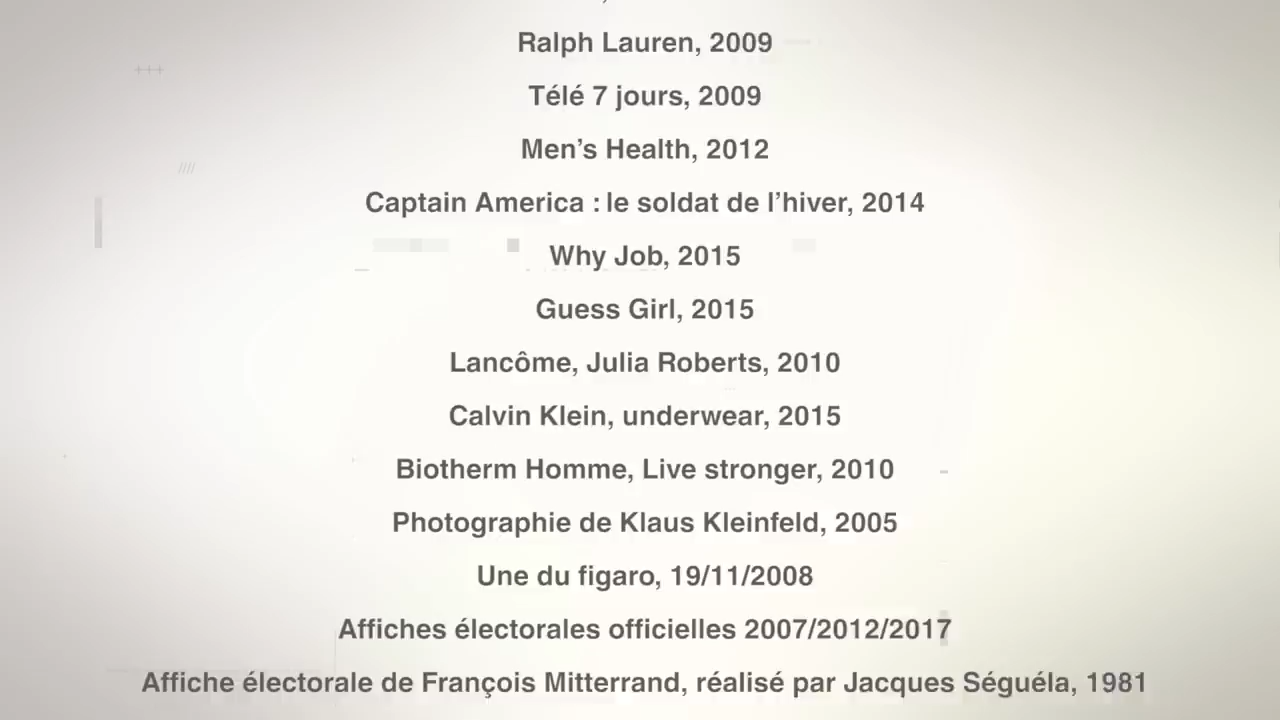 Ralph Lauren, 2009
Télé 7 jours, 2009
Men’s Health, 2012
Captain America : le soldat de l’hiver, 2014
Why Job, 2015
Guess Girl, 2015
Lancôme, Julia Roberts, 2010
Calvin Klein, underwear, 2015
Biotherm Homme, Live stronger, 2010
Photographie de Klaus Kleinfeld, 2005
Une du figaro, 19/11/2008
Affiches électorales officielles 2007/2012/2017
Affiche électorale de François Mitterrand, réalisé par Jacques Séguéla, 1981